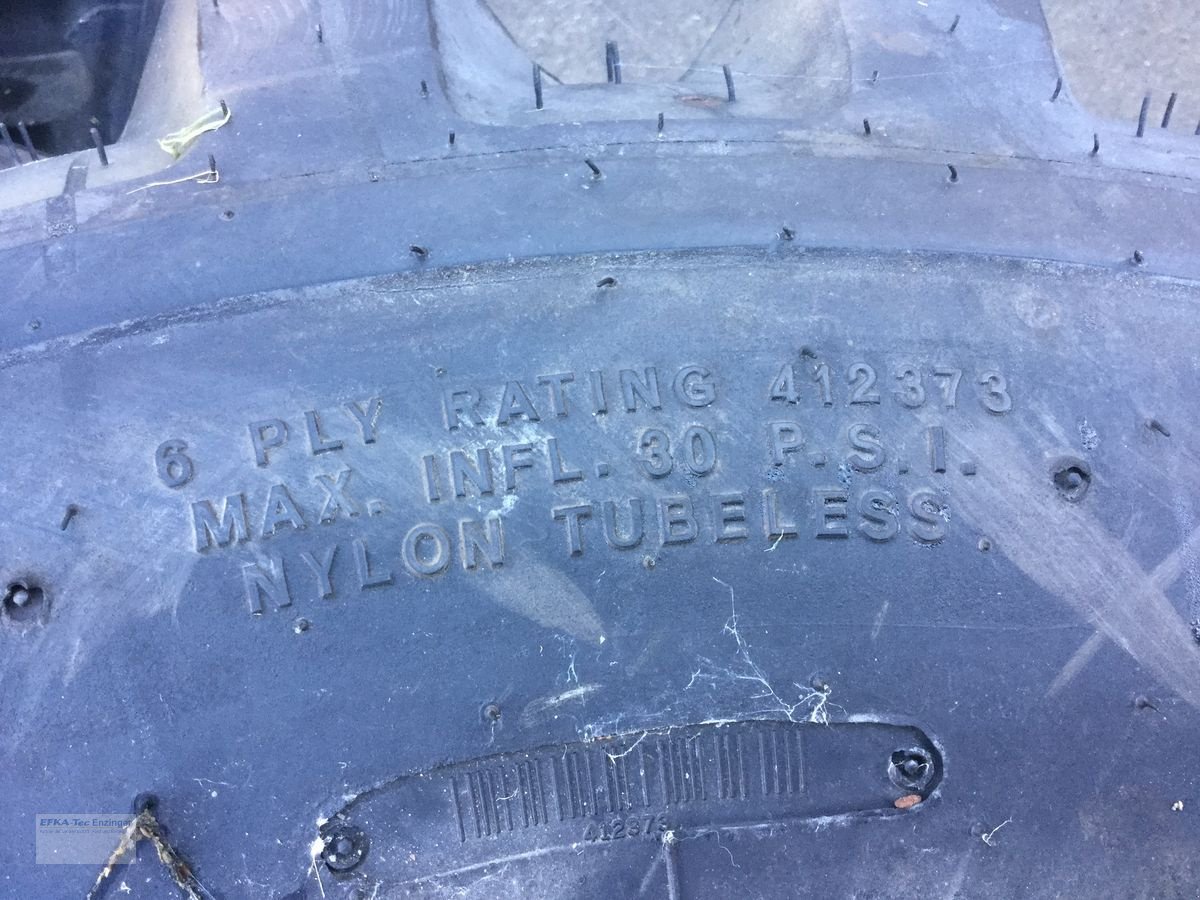 6 PLY RATING 412373
MAX. INFL. 30 P.S.I.
NYLON TUBELESS
412373
EFKA-Tec Enzinger